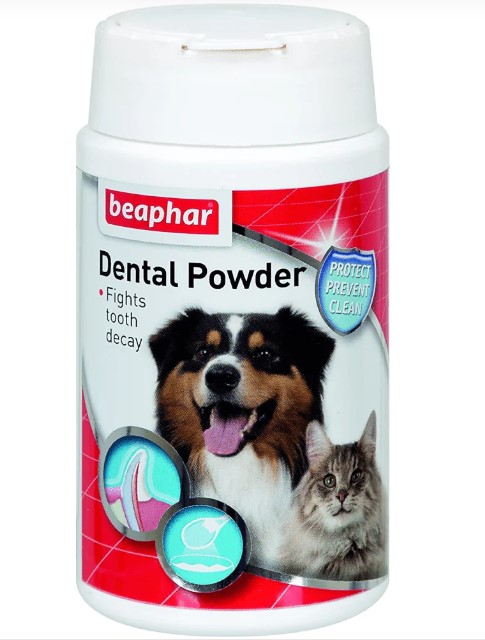 beaphar
Dental Powder
• Fights
tooth
decay
PROTECT
PREVENT
CLEAN